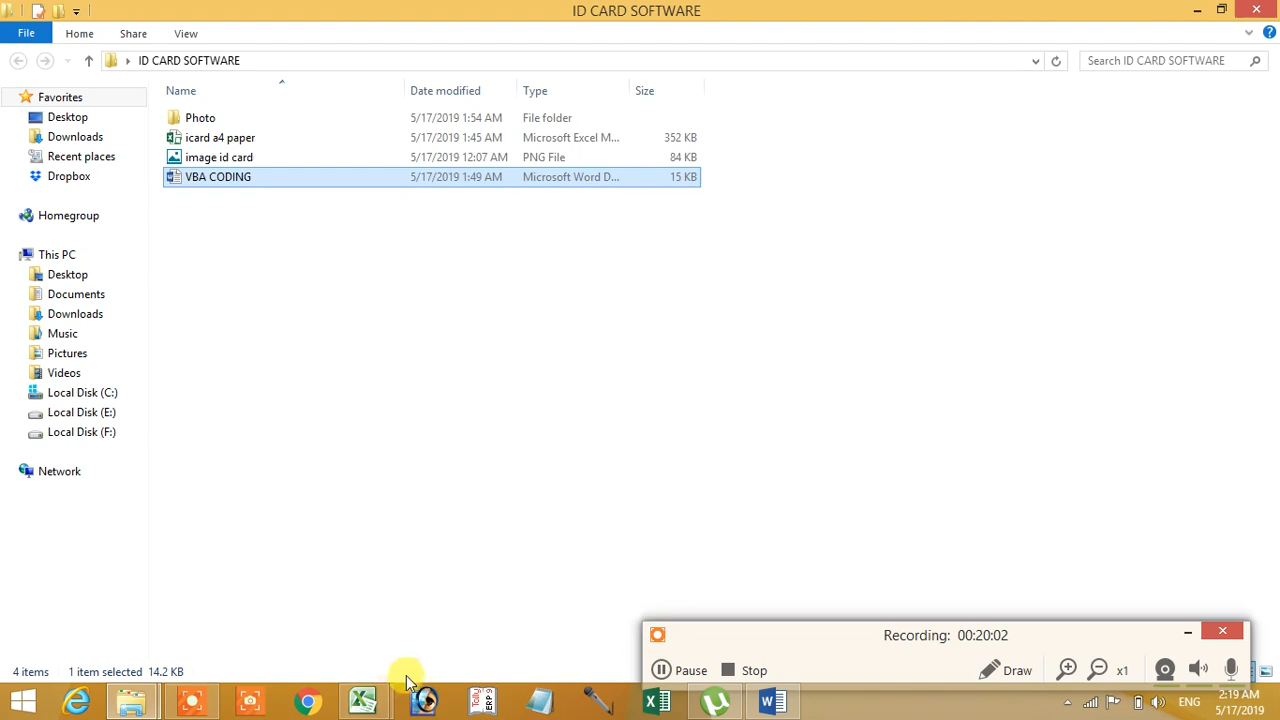 ID CARD SOFTWARE
File Home Share View
ID CARD SOFTWARE Search ID CARD SOFTWARE
Favorites Name Date modified Type Size
Desktop Photo 5/17/2019 1:54 AM File folder
Downloads icard a4 paper 5/17/2019 1:45 AM Microsoft Excel M... 352 KB
Recent places image id card 5/17/2019 12:07 AM PNG File 84 KB
Dropbox VBA CODING 5/17/2019 1:49 AM Microsoft Word D... 15 KB
Homegroup
This PC
Desktop
Documents
Downloads
Music
Pictures
Videos
Local Disk (C:)
Local Disk (E:)
Local Disk (F:)
Network
Recording: 00:20:02
Pause Stop Draw x1
4 items 1 item selected 14.2 KB
Tally ERP9
ENG 2:19 AM
5/17/2019